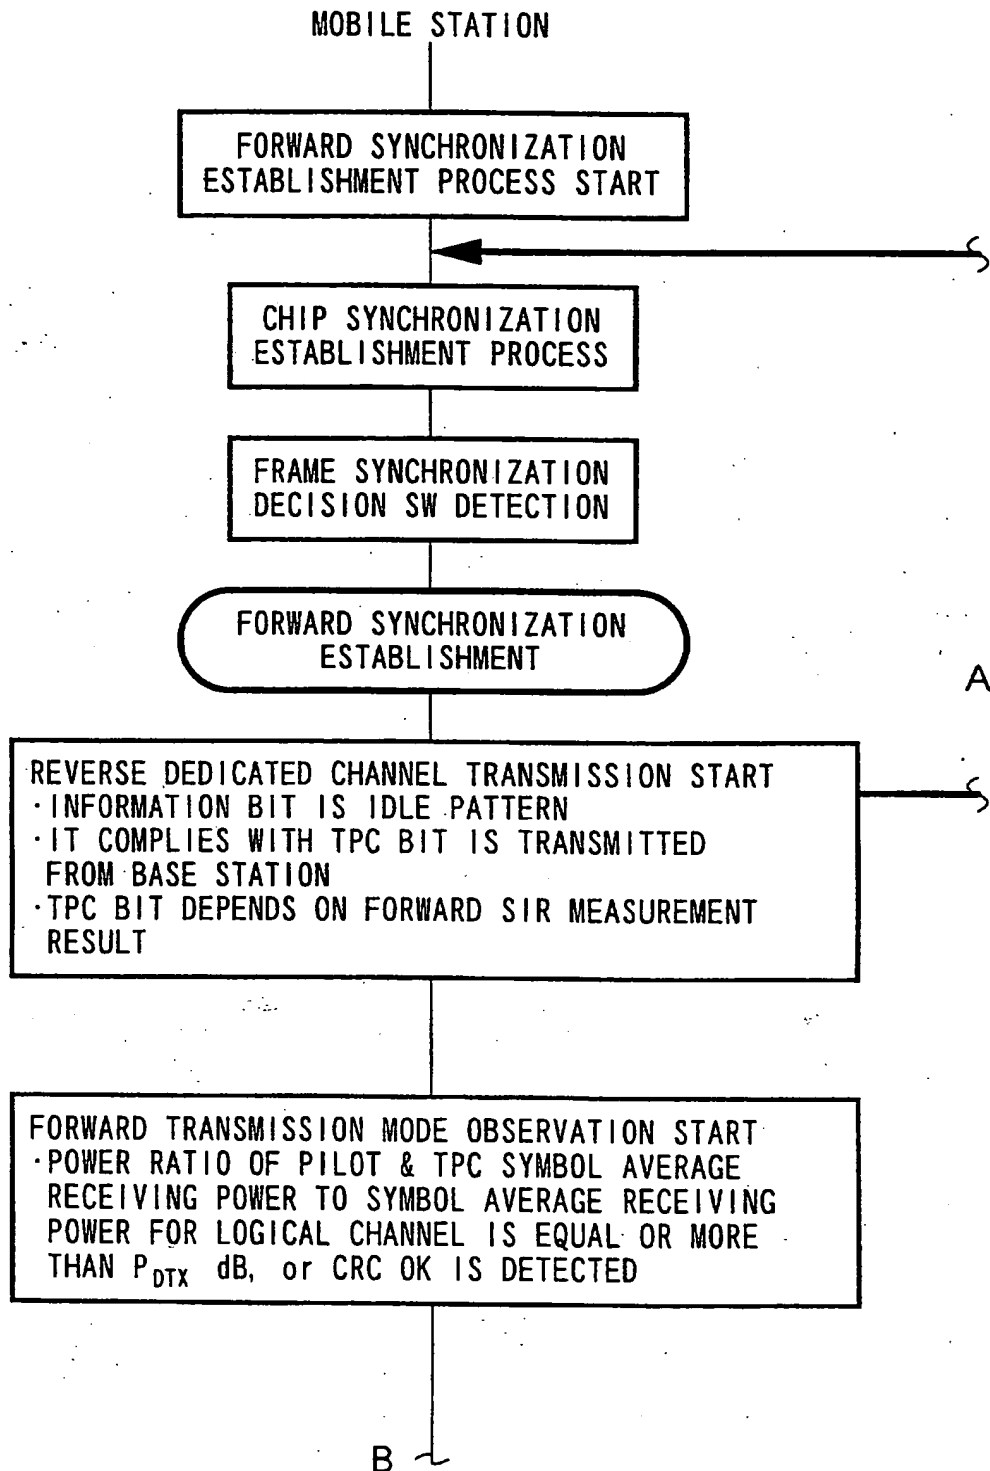 MOBILE STATION
FORWARD SYNCHRONIZATION
ESTABLISHMENT PROCESS START
CHIP SYNCHRONIZATION
ESTABLISHMENT PROCESS
FRAME SYNCHRONIZATION
DECISION SW DETECTION
FORWARD SYNCHRONIZATION
ESTABLISHMENT
A
REVERSE DEDICATED CHANNEL TRANSMISSION START
·INFORMATION BIT IS IDLE PATTERN
·IT COMPLIES WITH TPC BIT IS TRANSMITTED
FROM BASE STATION
·TPC BIT DEPENDS ON FORWARD SIR MEASUREMENT
RESULT
FORWARD TRANSMISSION MODE OBSERVATION START
·POWER RATIO OF PILOT & TPC SYMBOL AVERAGE
RECEIVING POWER TO SYMBOL AVERAGE RECEIVING
POWER FOR LOGICAL CHANNEL IS EQUAL OR MORE
THAN PDTX dB, or CRC OK IS DETECTED
B